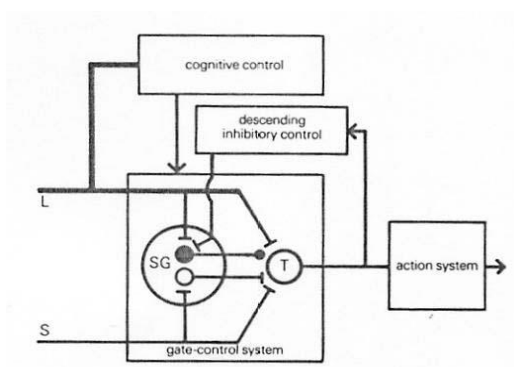 cognitive control
descending
inhibitory control
L
SG
T
action system
S
gate-control system